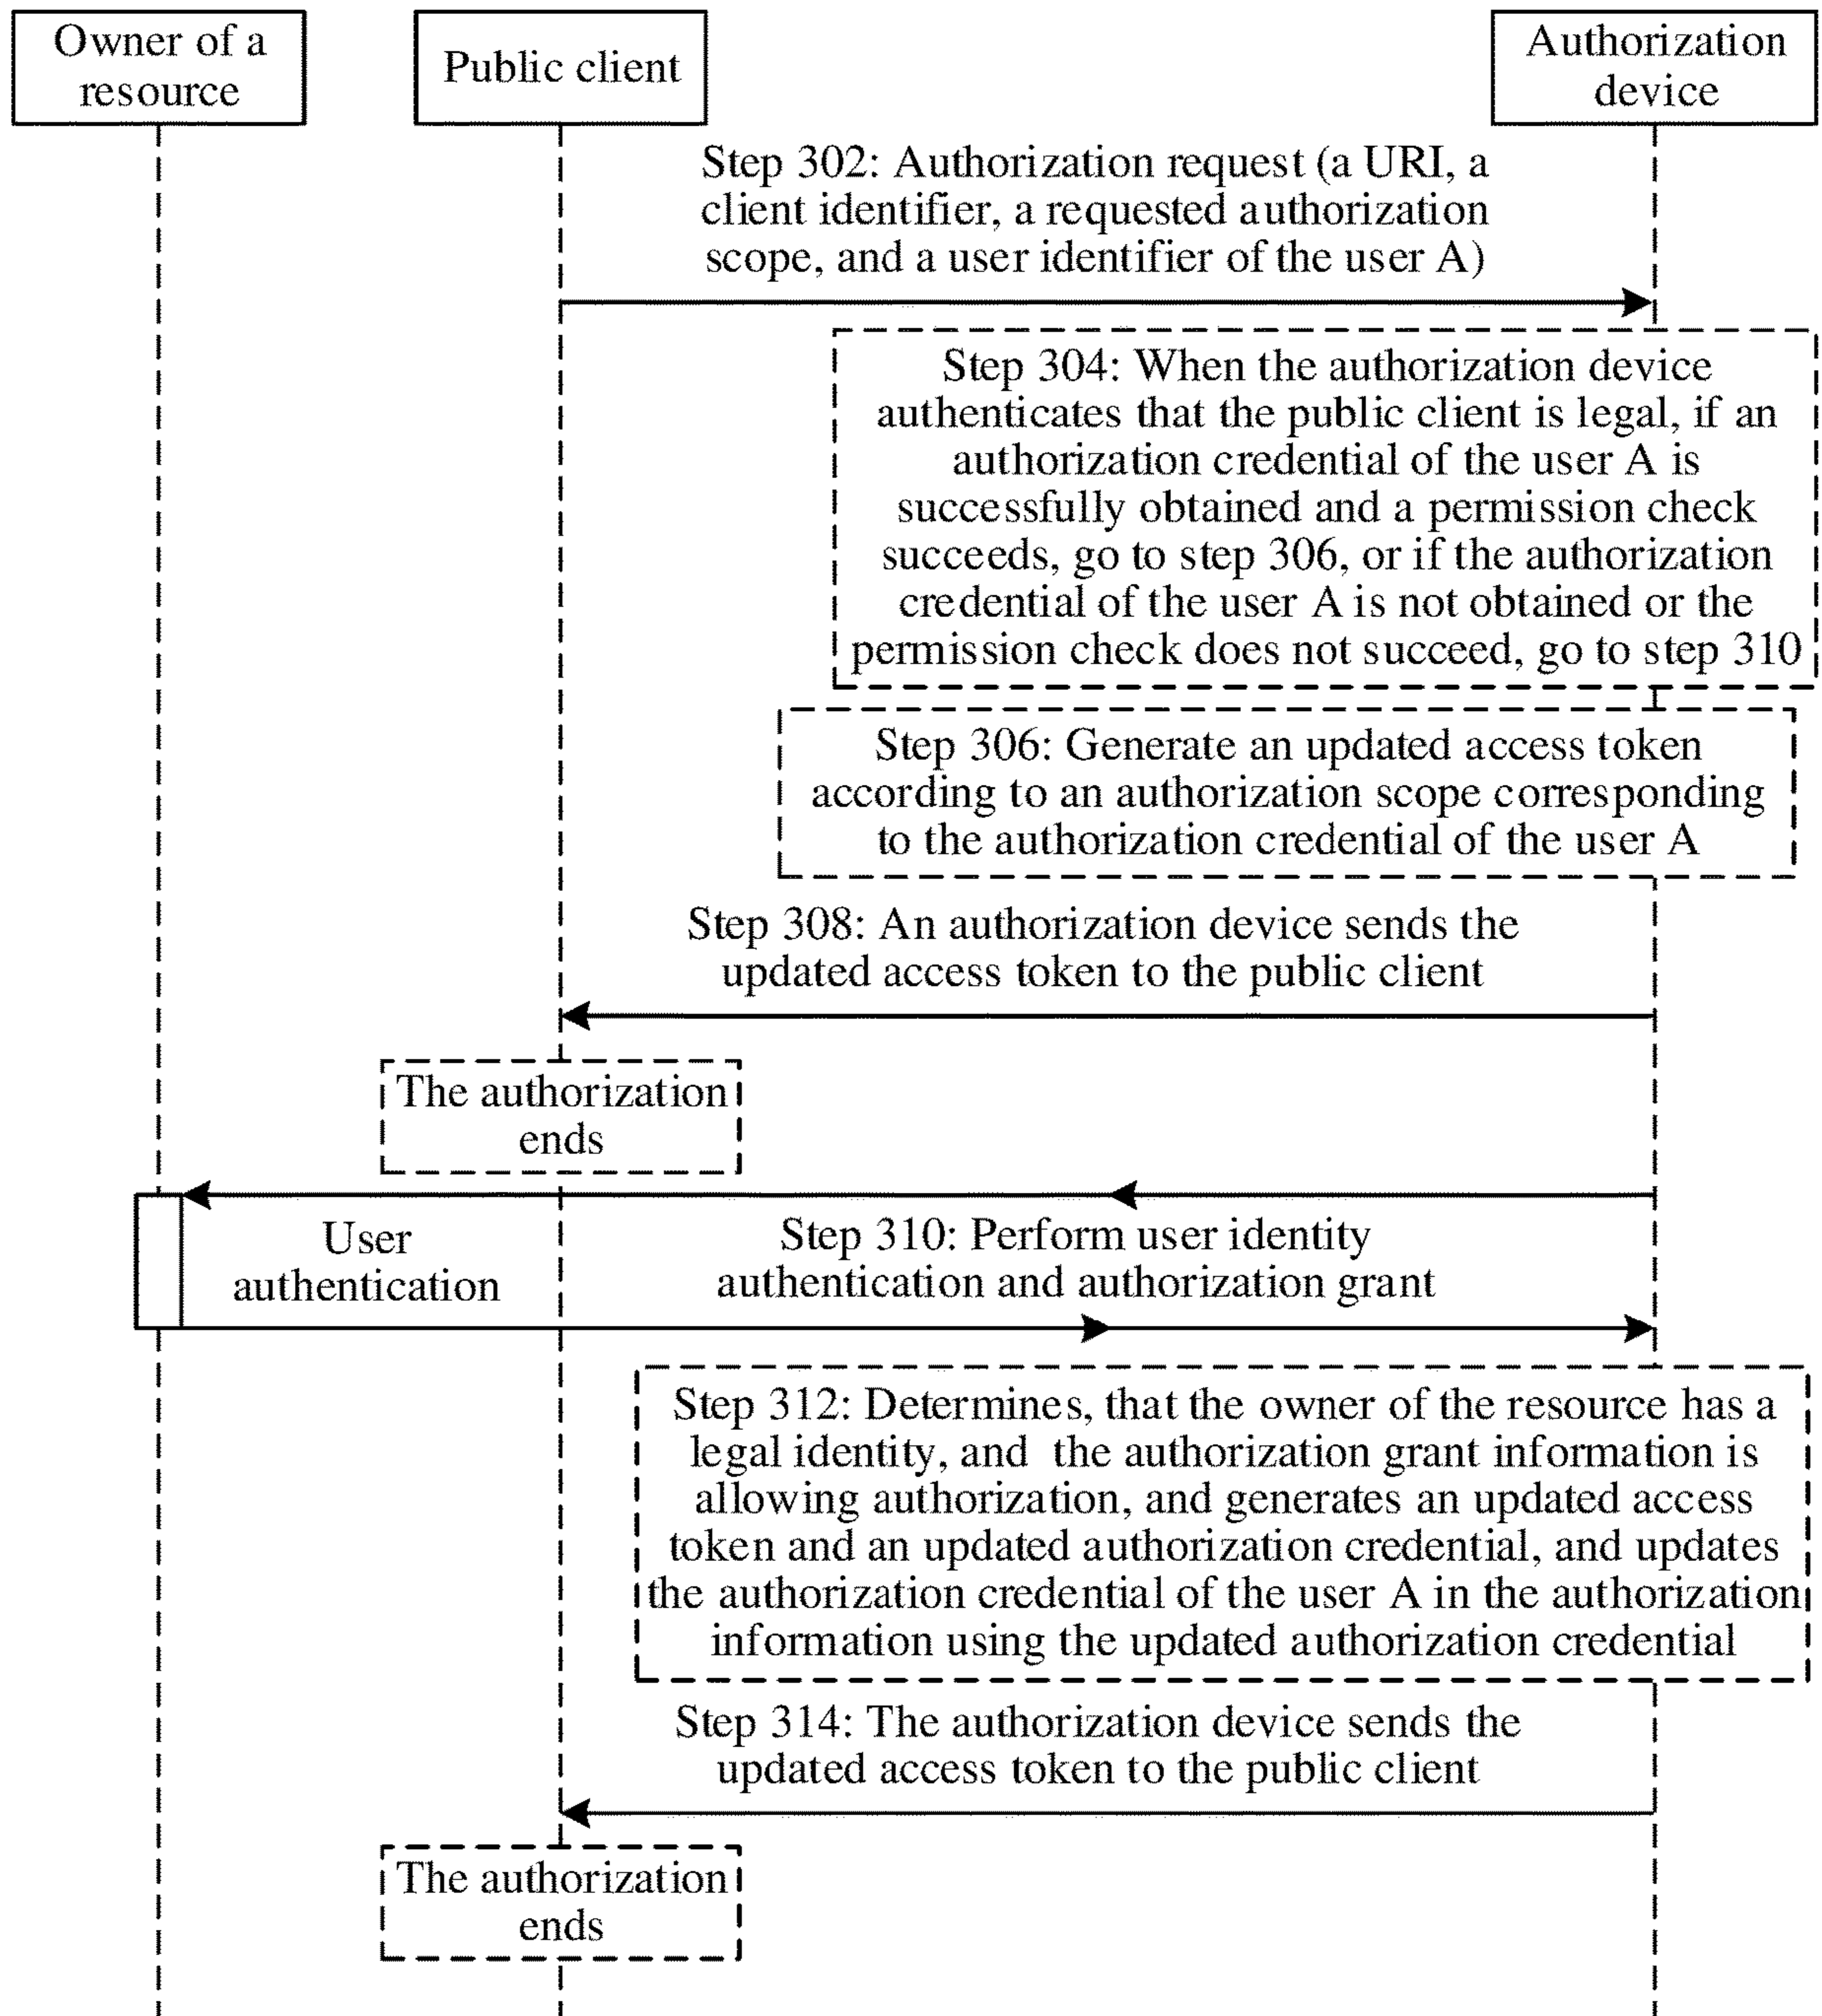 Owner of a
resource
Public client
Authorization
device
Step 302: Authorization request (a URI, a
client identifier, a requested authorization
scope, and a user identifier of the user A)
Step 304: When the authorization device
authenticates that the public client is legal, if an
authorization credential of the user A is
successfully obtained and a permission check
succeeds, go to step 306, or if the authorization
credential of the user A is not obtained or the
permission check does not succeed, go to step 310
Step 306: Generate an updated access token
according to an authorization scope corresponding
to the authorization credential of the user A
Step 308: An authorization device sends the
updated access token to the public client
The authorization
ends
User
authentication
Step 310: Perform user identity
authentication and authorization grant
Step 312: Determines, that the owner of the resource has a
legal identity, and the authorization grant information is
allowing authorization, and generates an updated access
token and an updated authorization credential, and updates
the authorization credential of the user A in the authorization
information using the updated authorization credential
Step 314: The authorization device sends the
updated access token to the public client
The authorization
ends